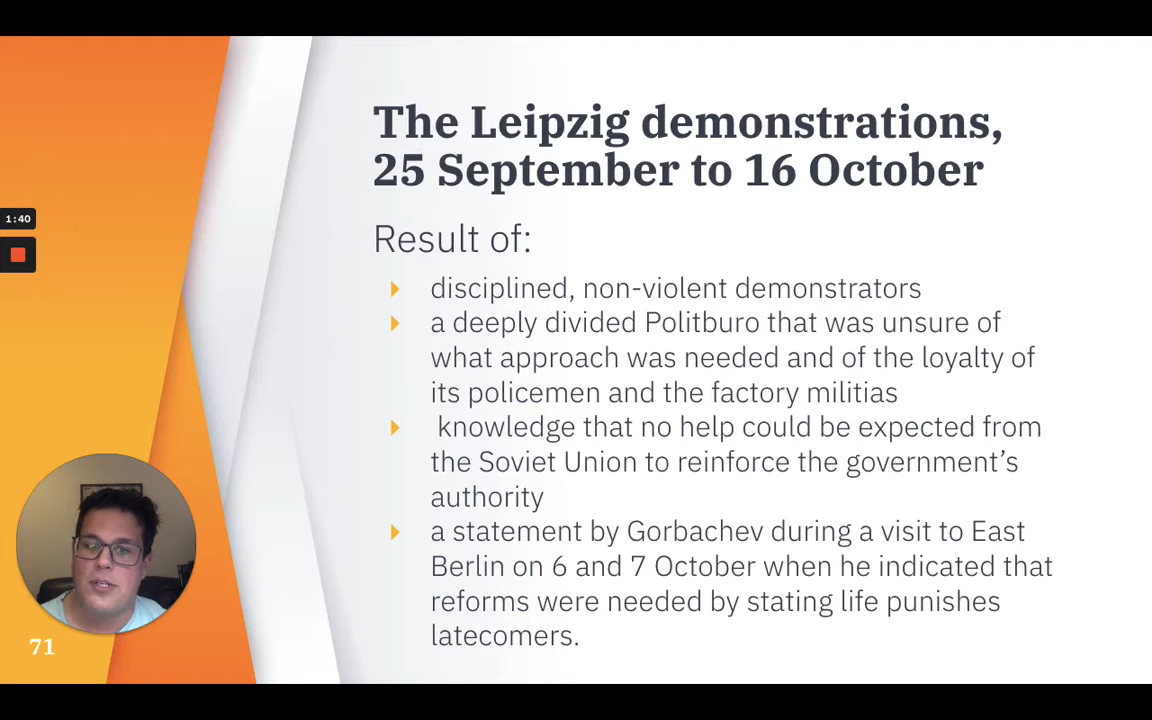 The Leipzig demonstrations,
25 September to 16 October
Result of:
disciplined, non-violent demonstrators
a deeply divided Politburo that was unsure of
what approach was needed and of the loyalty of
its policemen and the factory militias
knowledge that no help could be expected from
the Soviet Union to reinforce the government’s
authority
a statement by Gorbachev during a visit to East
Berlin on 6 and 7 October when he indicated that
reforms were needed by stating life punishes
latecomers.
1:40
71